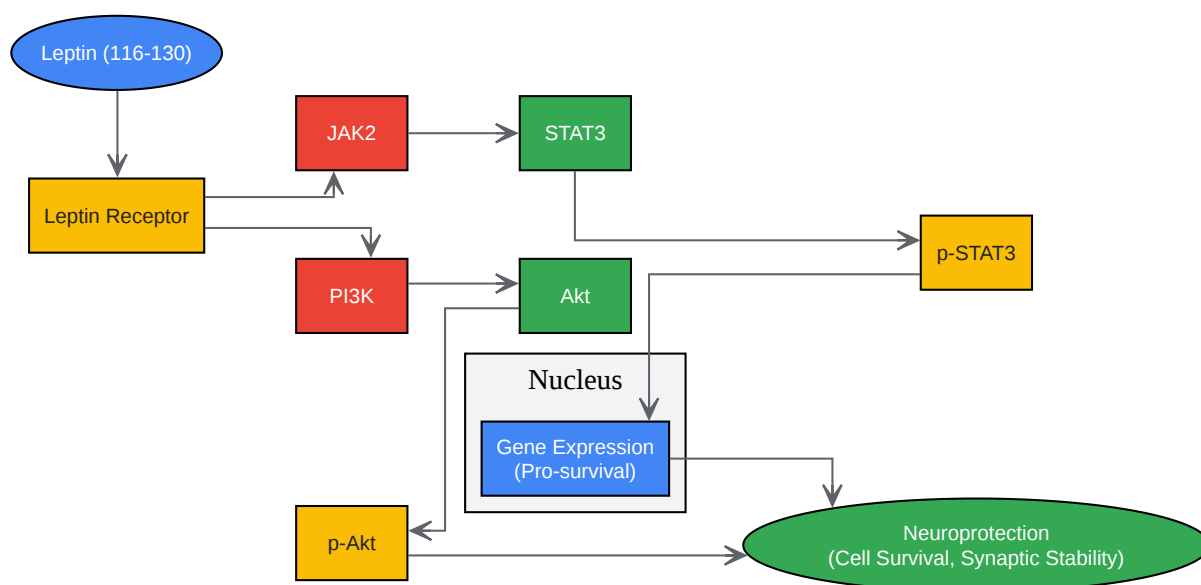 Leptin (116-130)
JAK2
STAT3
Leptin Receptor
p-STAT3
PI3K
Akt
Nucleus
Gene Expression
(Pro-survival)
p-Akt
Neuroprotection
(Cell Survival, Synaptic Stability)